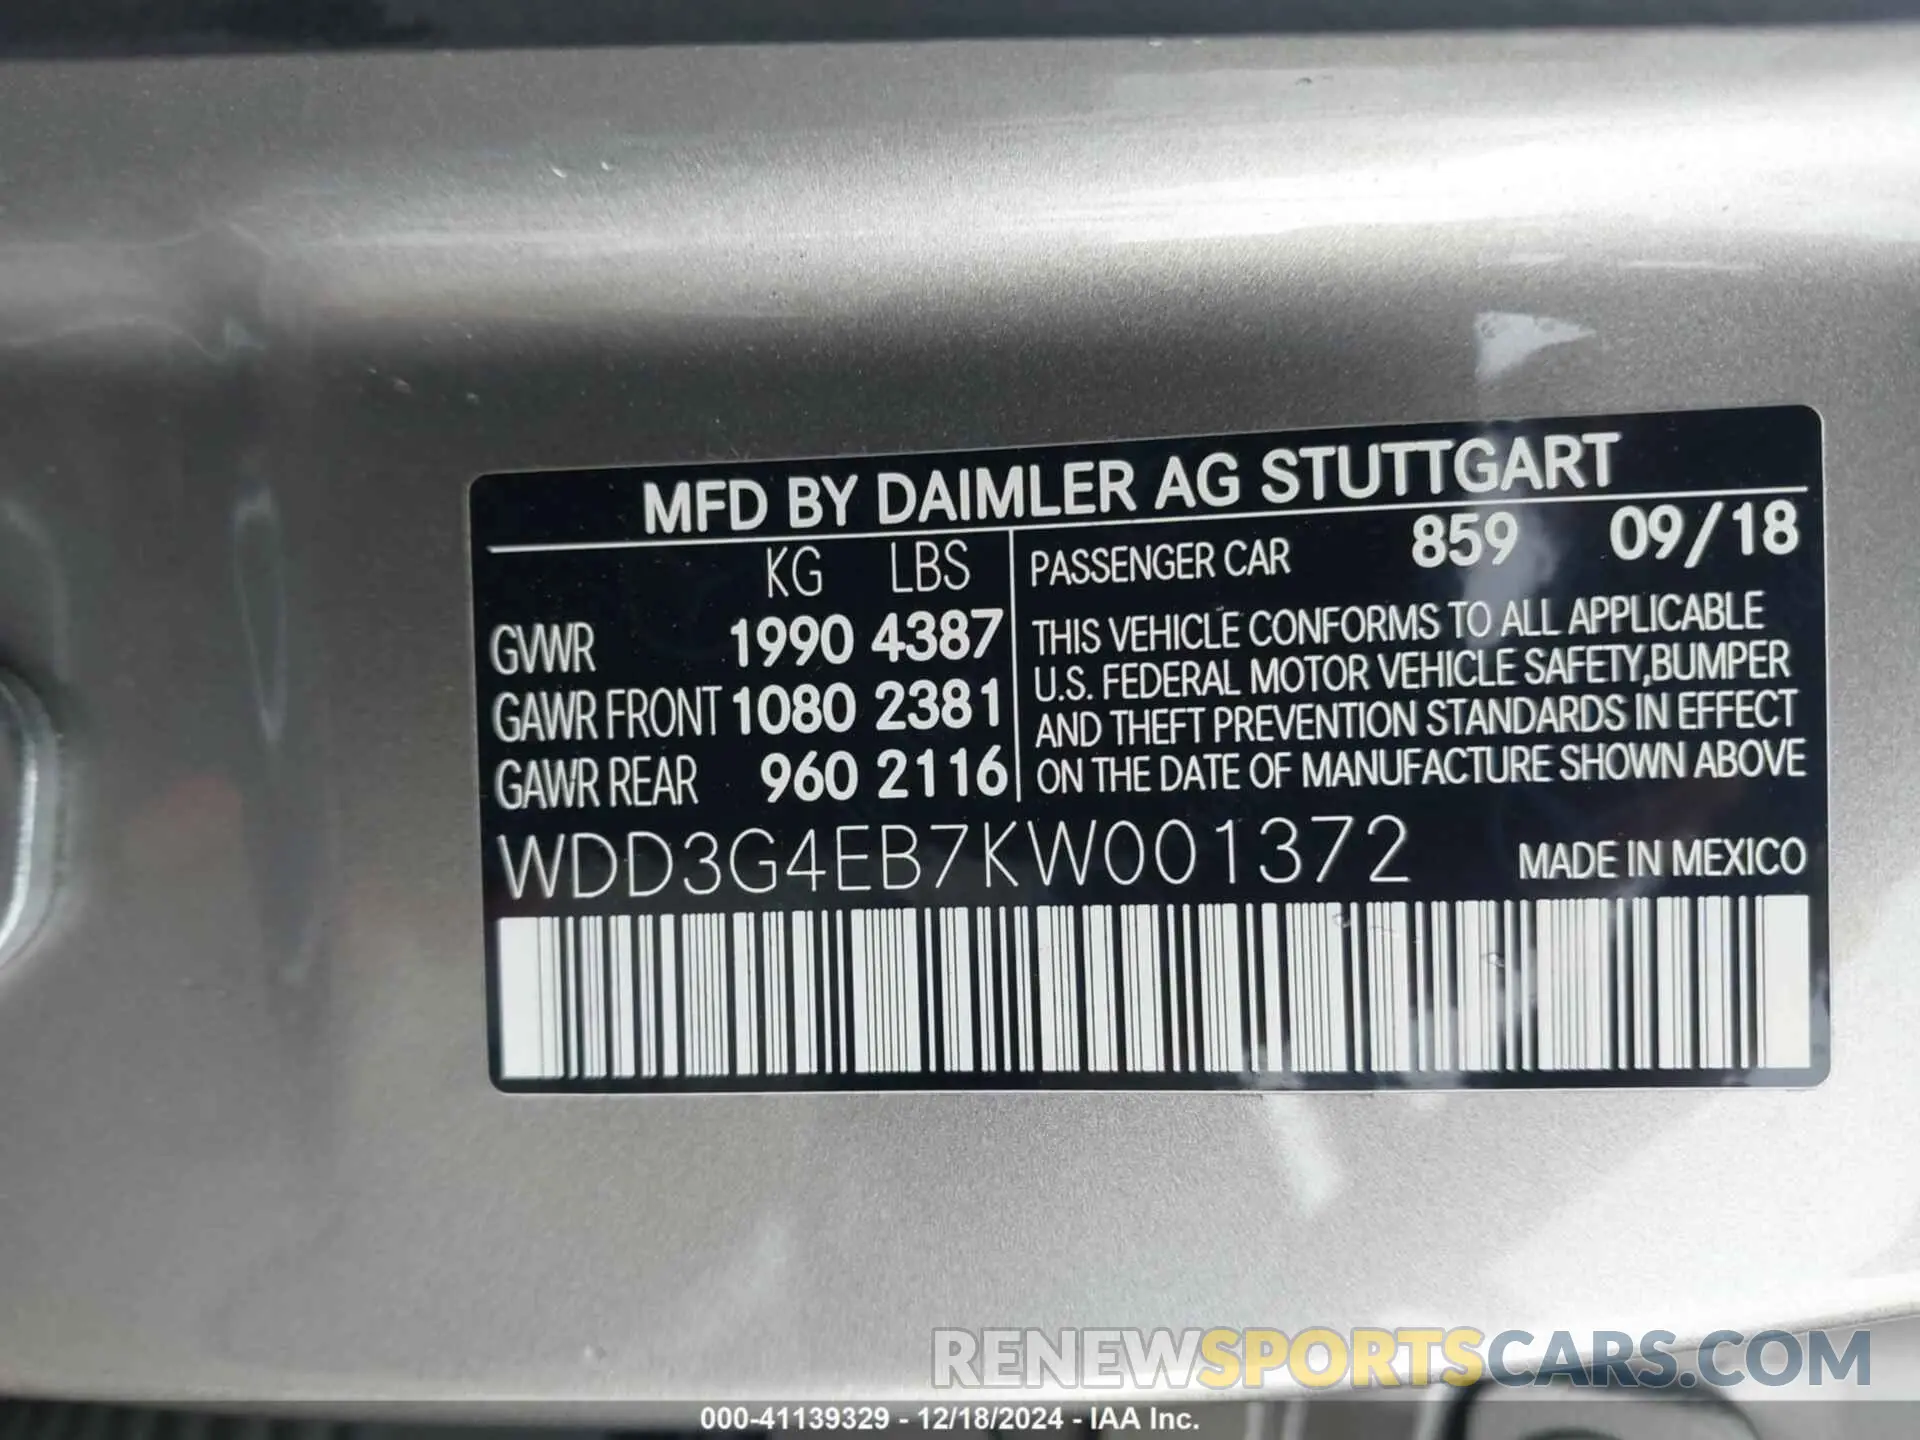 MFD BY DAIMLER AG STUTTGART
KG LBS
GVWR 1990 4387
GAWR FRONT 1080 2381
GAWR REAR 960 2116
PASSENGER CAR 859 09/18
THIS VEHICLE CONFORMS TO ALL APPLICABLE
U.S. FEDERAL MOTOR VEHICLE SAFETY, BUMPER
AND THEFT PREVENTION STANDARDS IN EFFECT
ON THE DATE OF MANUFACTURE SHOWN ABOVE
WDD3G4EB7KW001372 MADE IN MEXICO
RENEWSPORTSCARS.COM
000-41139329 - 12/18/2024 - IAA Inc.